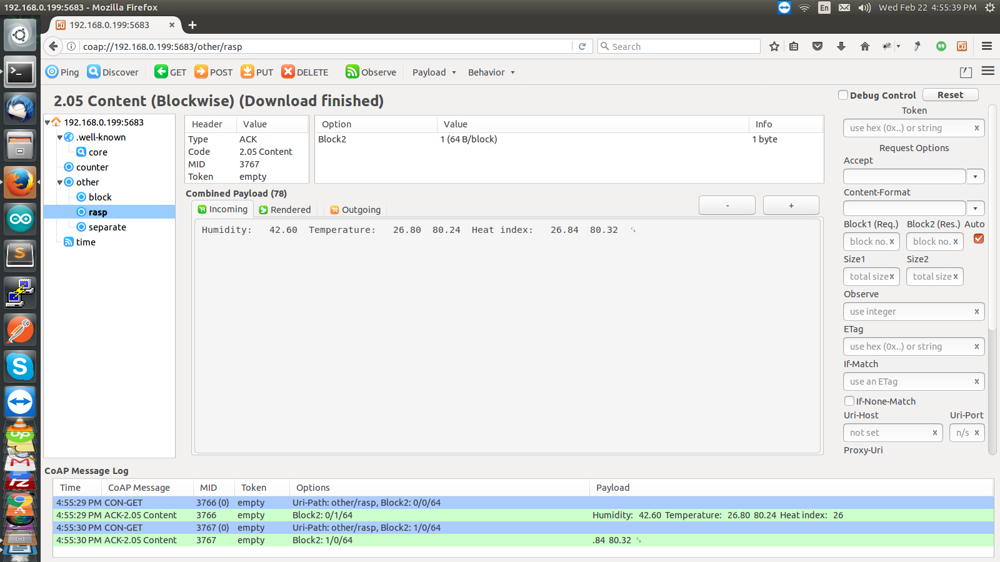 192.168.0.199:5683 - Mozilla Firefox
En
Wed Feb 22 4:55:39 PM
192.168.0.199:5683
coap://192.168.0.199:5683/other/rasp
Search
Ping Discover GET POST PUT DELETE Observe Payload Behavior
2.05 Content (Blockwise) (Download finished)
Debug Control Reset
192.168.0.199:5683
.well-known
core
counter
other
block
rasp
separate
time
Header Value
Type ACK
Code 2.05 Content
MID 3767
Token empty
Option Value Info
Block2 1 (64 B/block) 1 byte
Combined Payload (78)
Incoming Rendered Outgoing - +
Humidity: 42.60 Temperature: 26.80 80.24 Heat index: 26.84 80.32
Token
use hex (0x..) or string x
Request Options
Accept
Content-Format
Block1 (Req.) Block2 (Res.) Auto
block no. x block no. x
Size1 Size2
total size x total size x
Observe
use integer x
ETag
use hex (0x..) or string x
If-Match
use an ETag x
If-None-Match
Uri-Host Uri-Port
not set x n/s x
Proxy-Uri
CoAP Message Log
Time CoAP Message MID Token Options Payload
4:55:29 PM CON-GET 3766 (0) empty Uri-Path: other/rasp, Block2: 0/0/64
4:55:29 PM ACK-2.05 Content 3766 empty Block2: 0/1/64 Humidity: 42.60 Temperature: 26.80 80.24 Heat index: 26
4:55:30 PM CON-GET 3767 (0) empty Uri-Path: other/rasp, Block2: 1/0/64
4:55:30 PM ACK-2.05 Content 3767 empty Block2: 1/0/64 .84 80.32